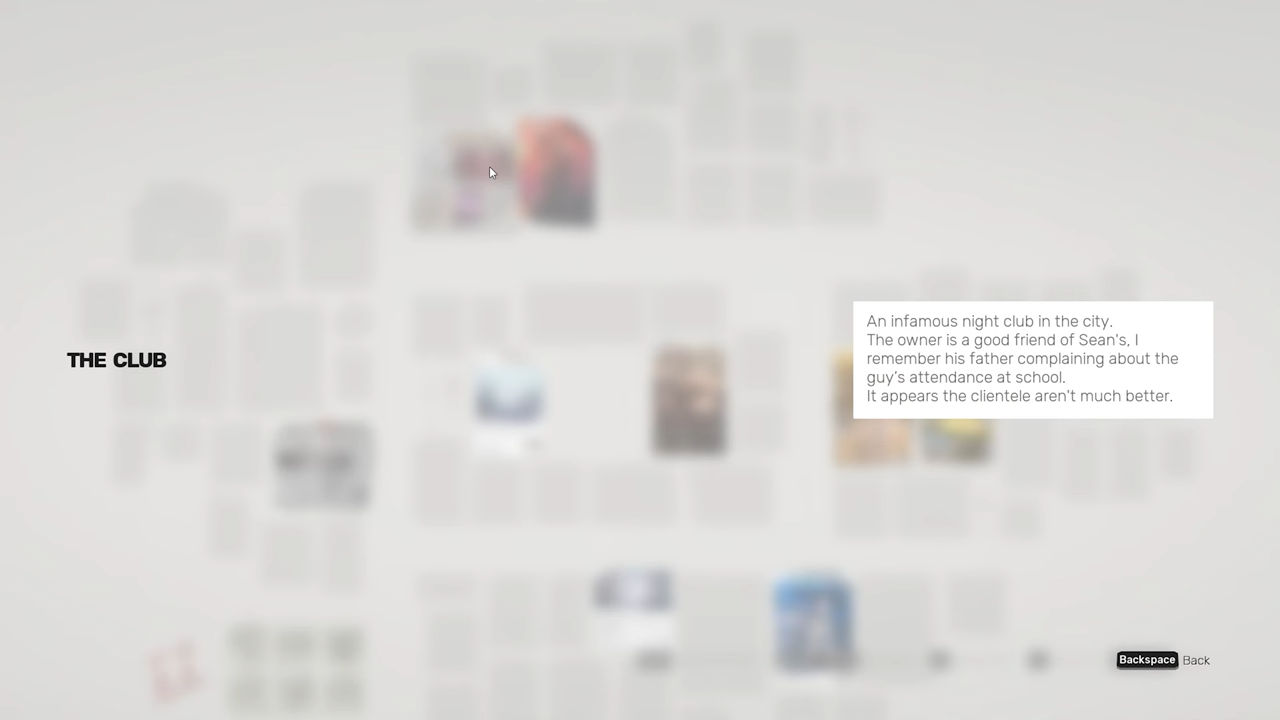 THE CLUB
An infamous night club in the city.
The owner is a good friend of Sean's, I
remember his father complaining about the
guy's attendance at school.
It appears the clientele aren't much better.
Backspace Back